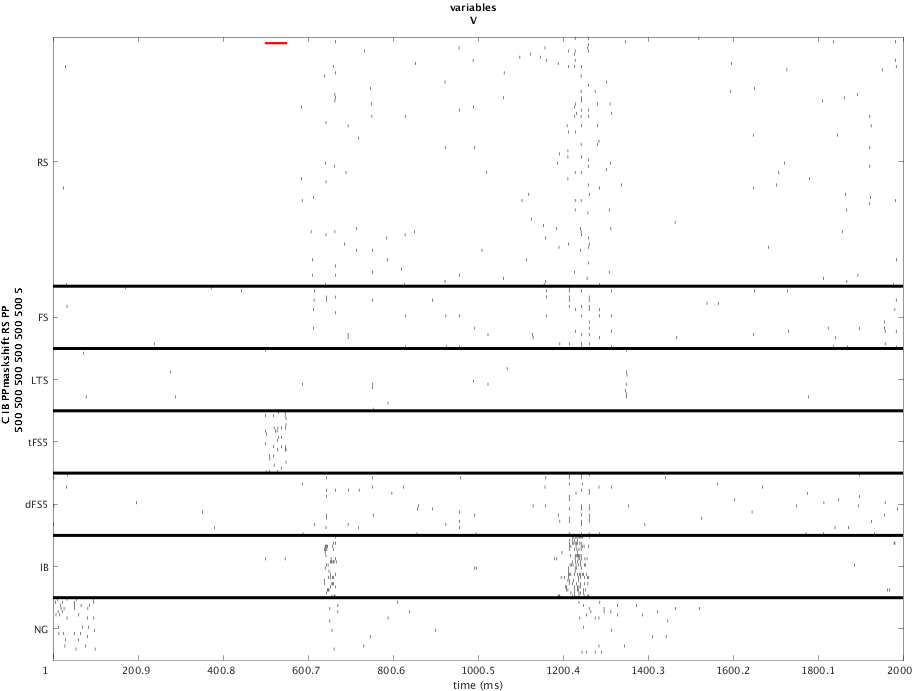 variables
V
C IB PPmaskshift RS PP
500 500 500 500 500 500 5
RS
FS
LTS
tFS5
dFS5
IB
NG
1 200.9 400.8 600.7 800.6 1000.5 1200.4 1400.3 1600.2 1800.1 2000
time (ms)